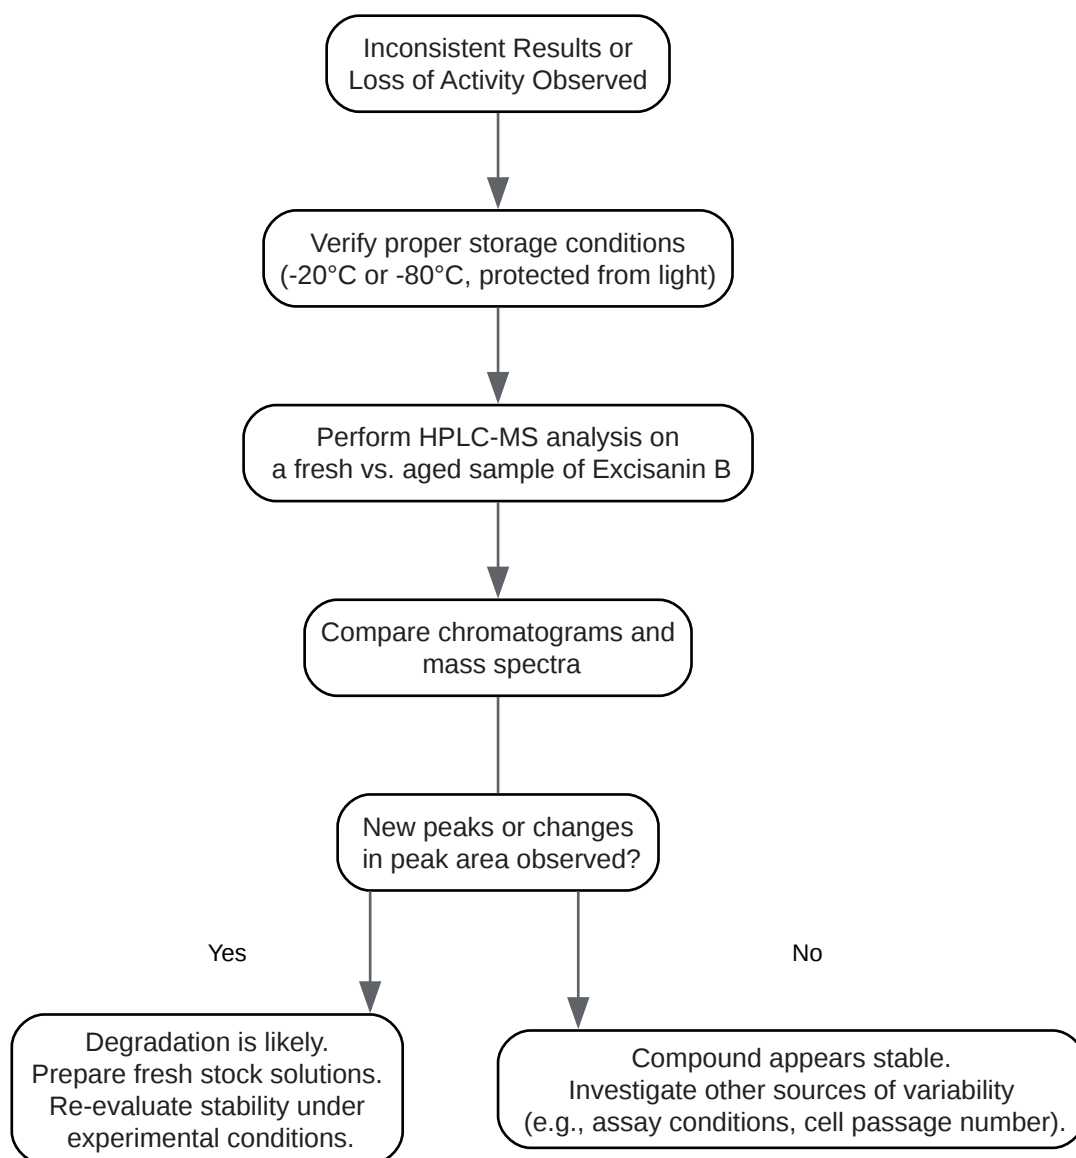 Inconsistent Results or
Loss of Activity Observed
Verify proper storage conditions
(-20°C or -80°C, protected from light)
Perform HPLC-MS analysis on
a fresh vs. aged sample of Excisanin B
Compare chromatograms and
mass spectra
New peaks or changes
in peak area observed?
Yes
No
Degradation is likely.
Prepare fresh stock solutions.
Re-evaluate stability under
experimental conditions.
Compound appears stable.
Investigate other sources of variability
(e.g., assay conditions, cell passage number).